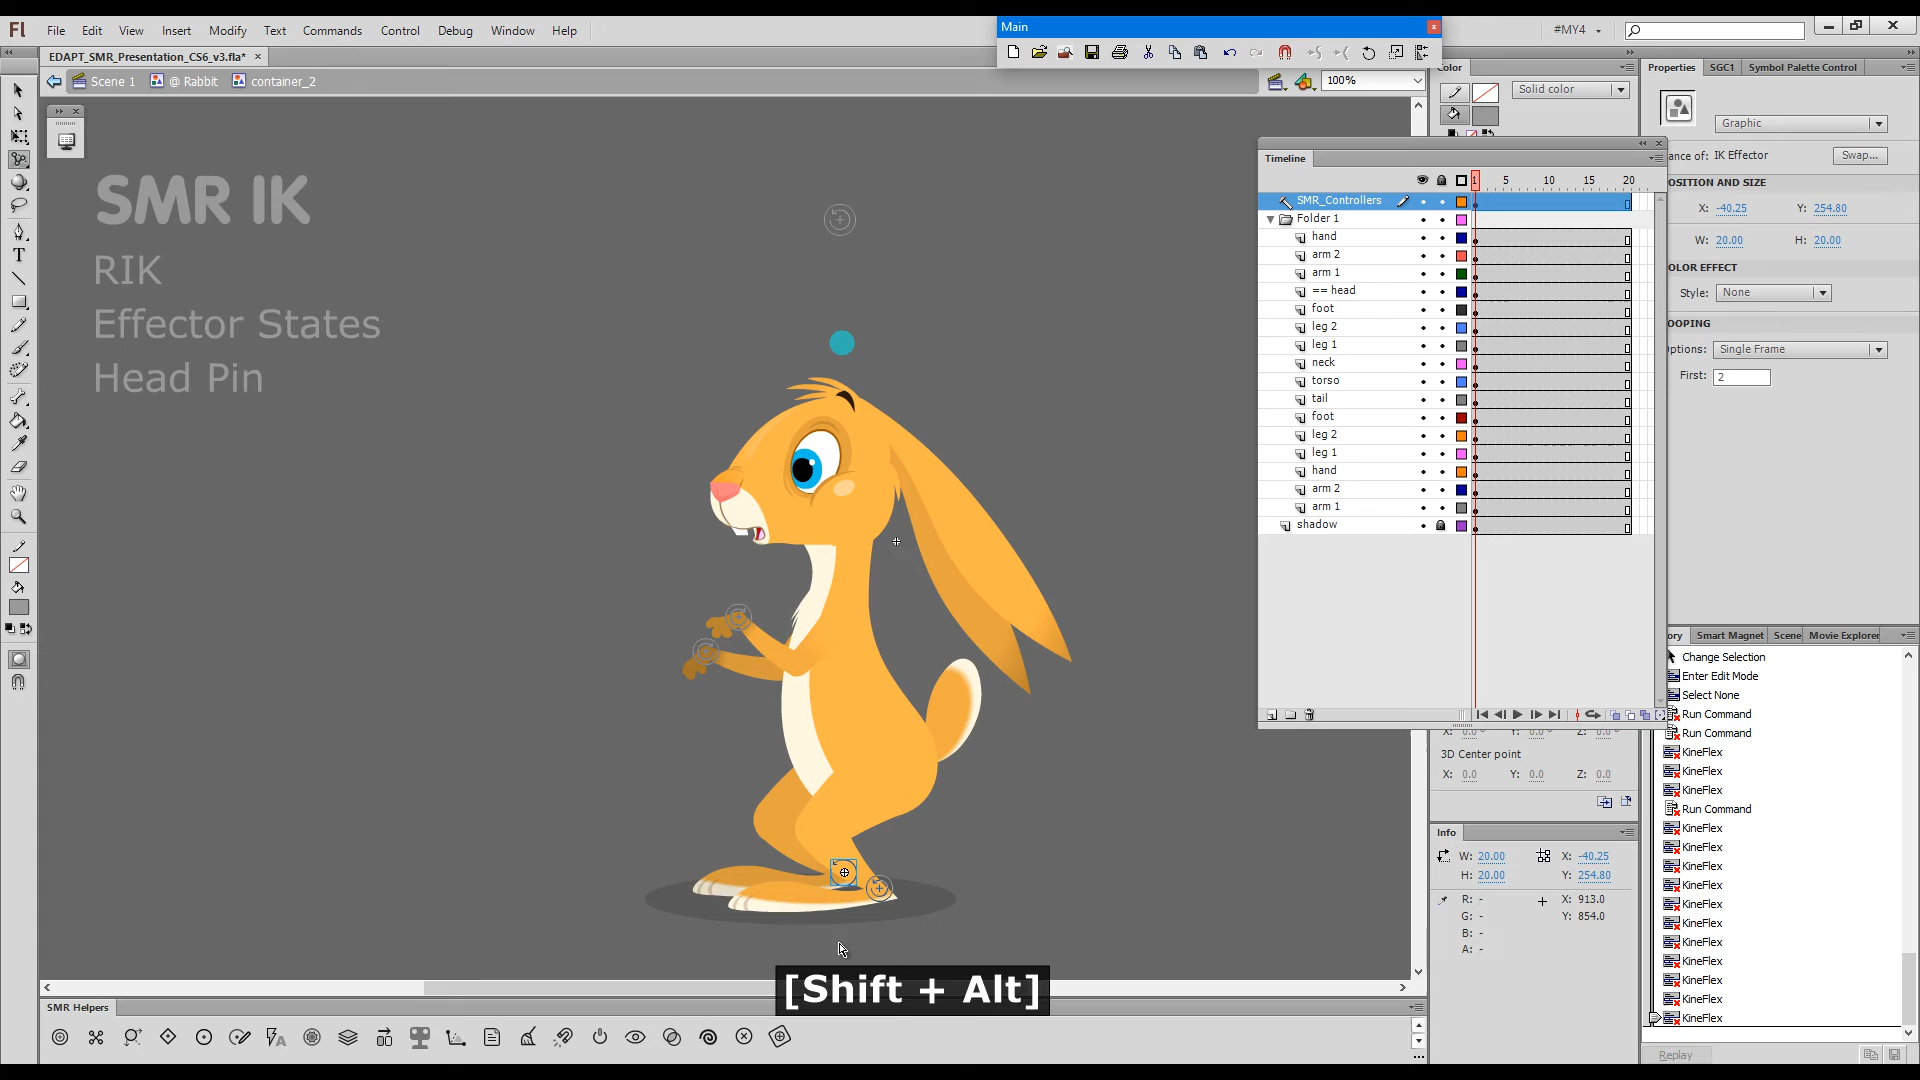 Fl File Edit View Insert Modify Text Commands Control Debug Window Help
Main
#MY4
EDAPT_SMR_Presentation_CS6_v3.fla* ×
Scene 1 @ Rabbit container_2
100%
Color
Solid color
Properties SGC1 Symbol Palette Control
Graphic
ance of: IK Effector Swap...
OSITION AND SIZE
X: -40.25 Y: 254.80
W: 20.00 H: 20.00
OLOR EFFECT
Style: None
OOPING
ptions: Single Frame
First: 2
SMR IK
RIK
Effector States
Head Pin
Timeline
1 5 10 15 20
SMR_Controllers
Folder 1
hand
arm 2
arm 1
== head
foot
leg 2
leg 1
neck
torso
tail
foot
leg 2
leg 1
hand
arm 2
arm 1
shadow
3D Center point
X: 0.0 Y: 0.0 Z: 0.0
Info
W: 20.00 X: -40.25
H: 20.00 Y: 254.80
R: - X: 913.0
G: - Y: 854.0
B: -
A: -
ory Smart Magnet Scene Movie Explorer
Change Selection
Enter Edit Mode
Select None
Run Command
Run Command
KineFlex
KineFlex
KineFlex
Run Command
KineFlex
KineFlex
KineFlex
KineFlex
KineFlex
KineFlex
KineFlex
KineFlex
KineFlex
KineFlex
KineFlex
Replay
[Shift + Alt]
SMR Helpers